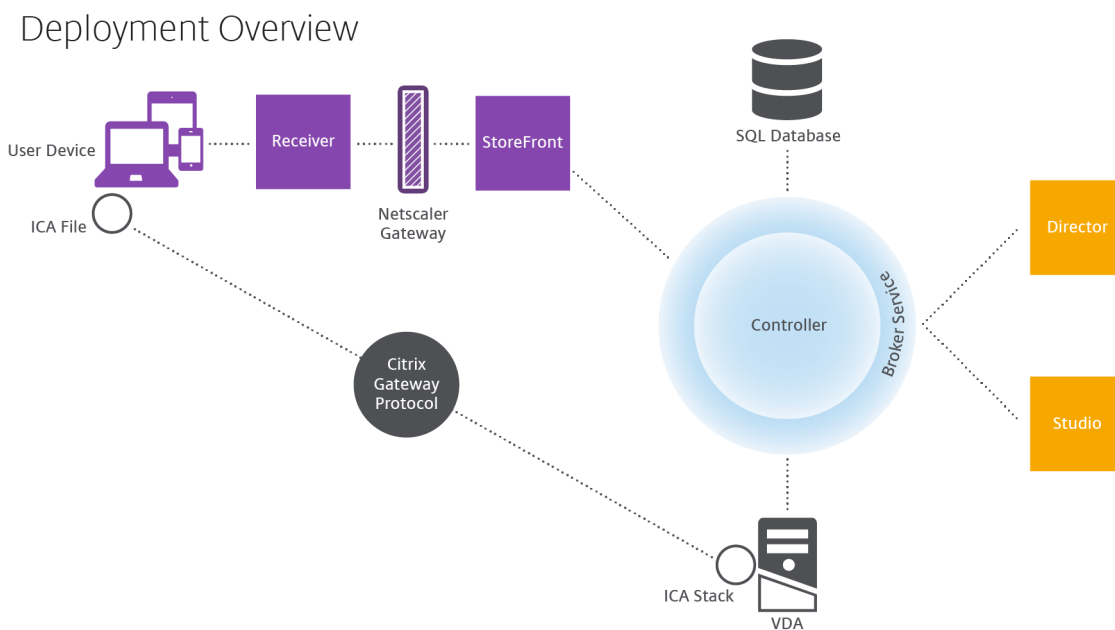 Deployment Overview
SQL Database
User Device
Receiver
StoreFront
Netscaler
Gateway
ICA File
Director
Controller
Broker Service
Citrix
Gateway
Protocol
Studio
ICA Stack
VDA